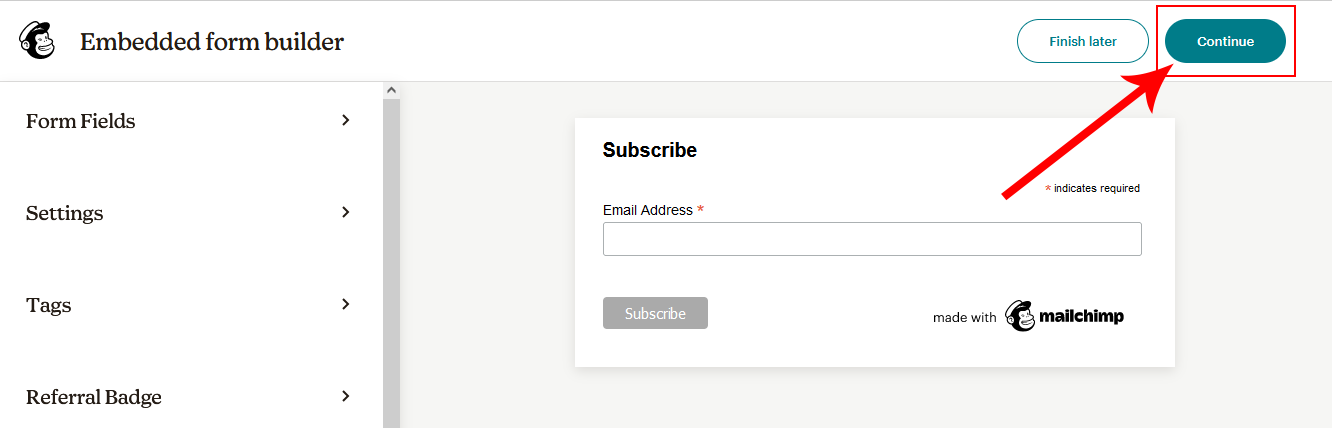 Embedded form builder
Finish later
Continue
Form Fields
Settings
Tags
Referral Badge
Subscribe
* indicates required
Email Address *
Subscribe
made with mailchimp